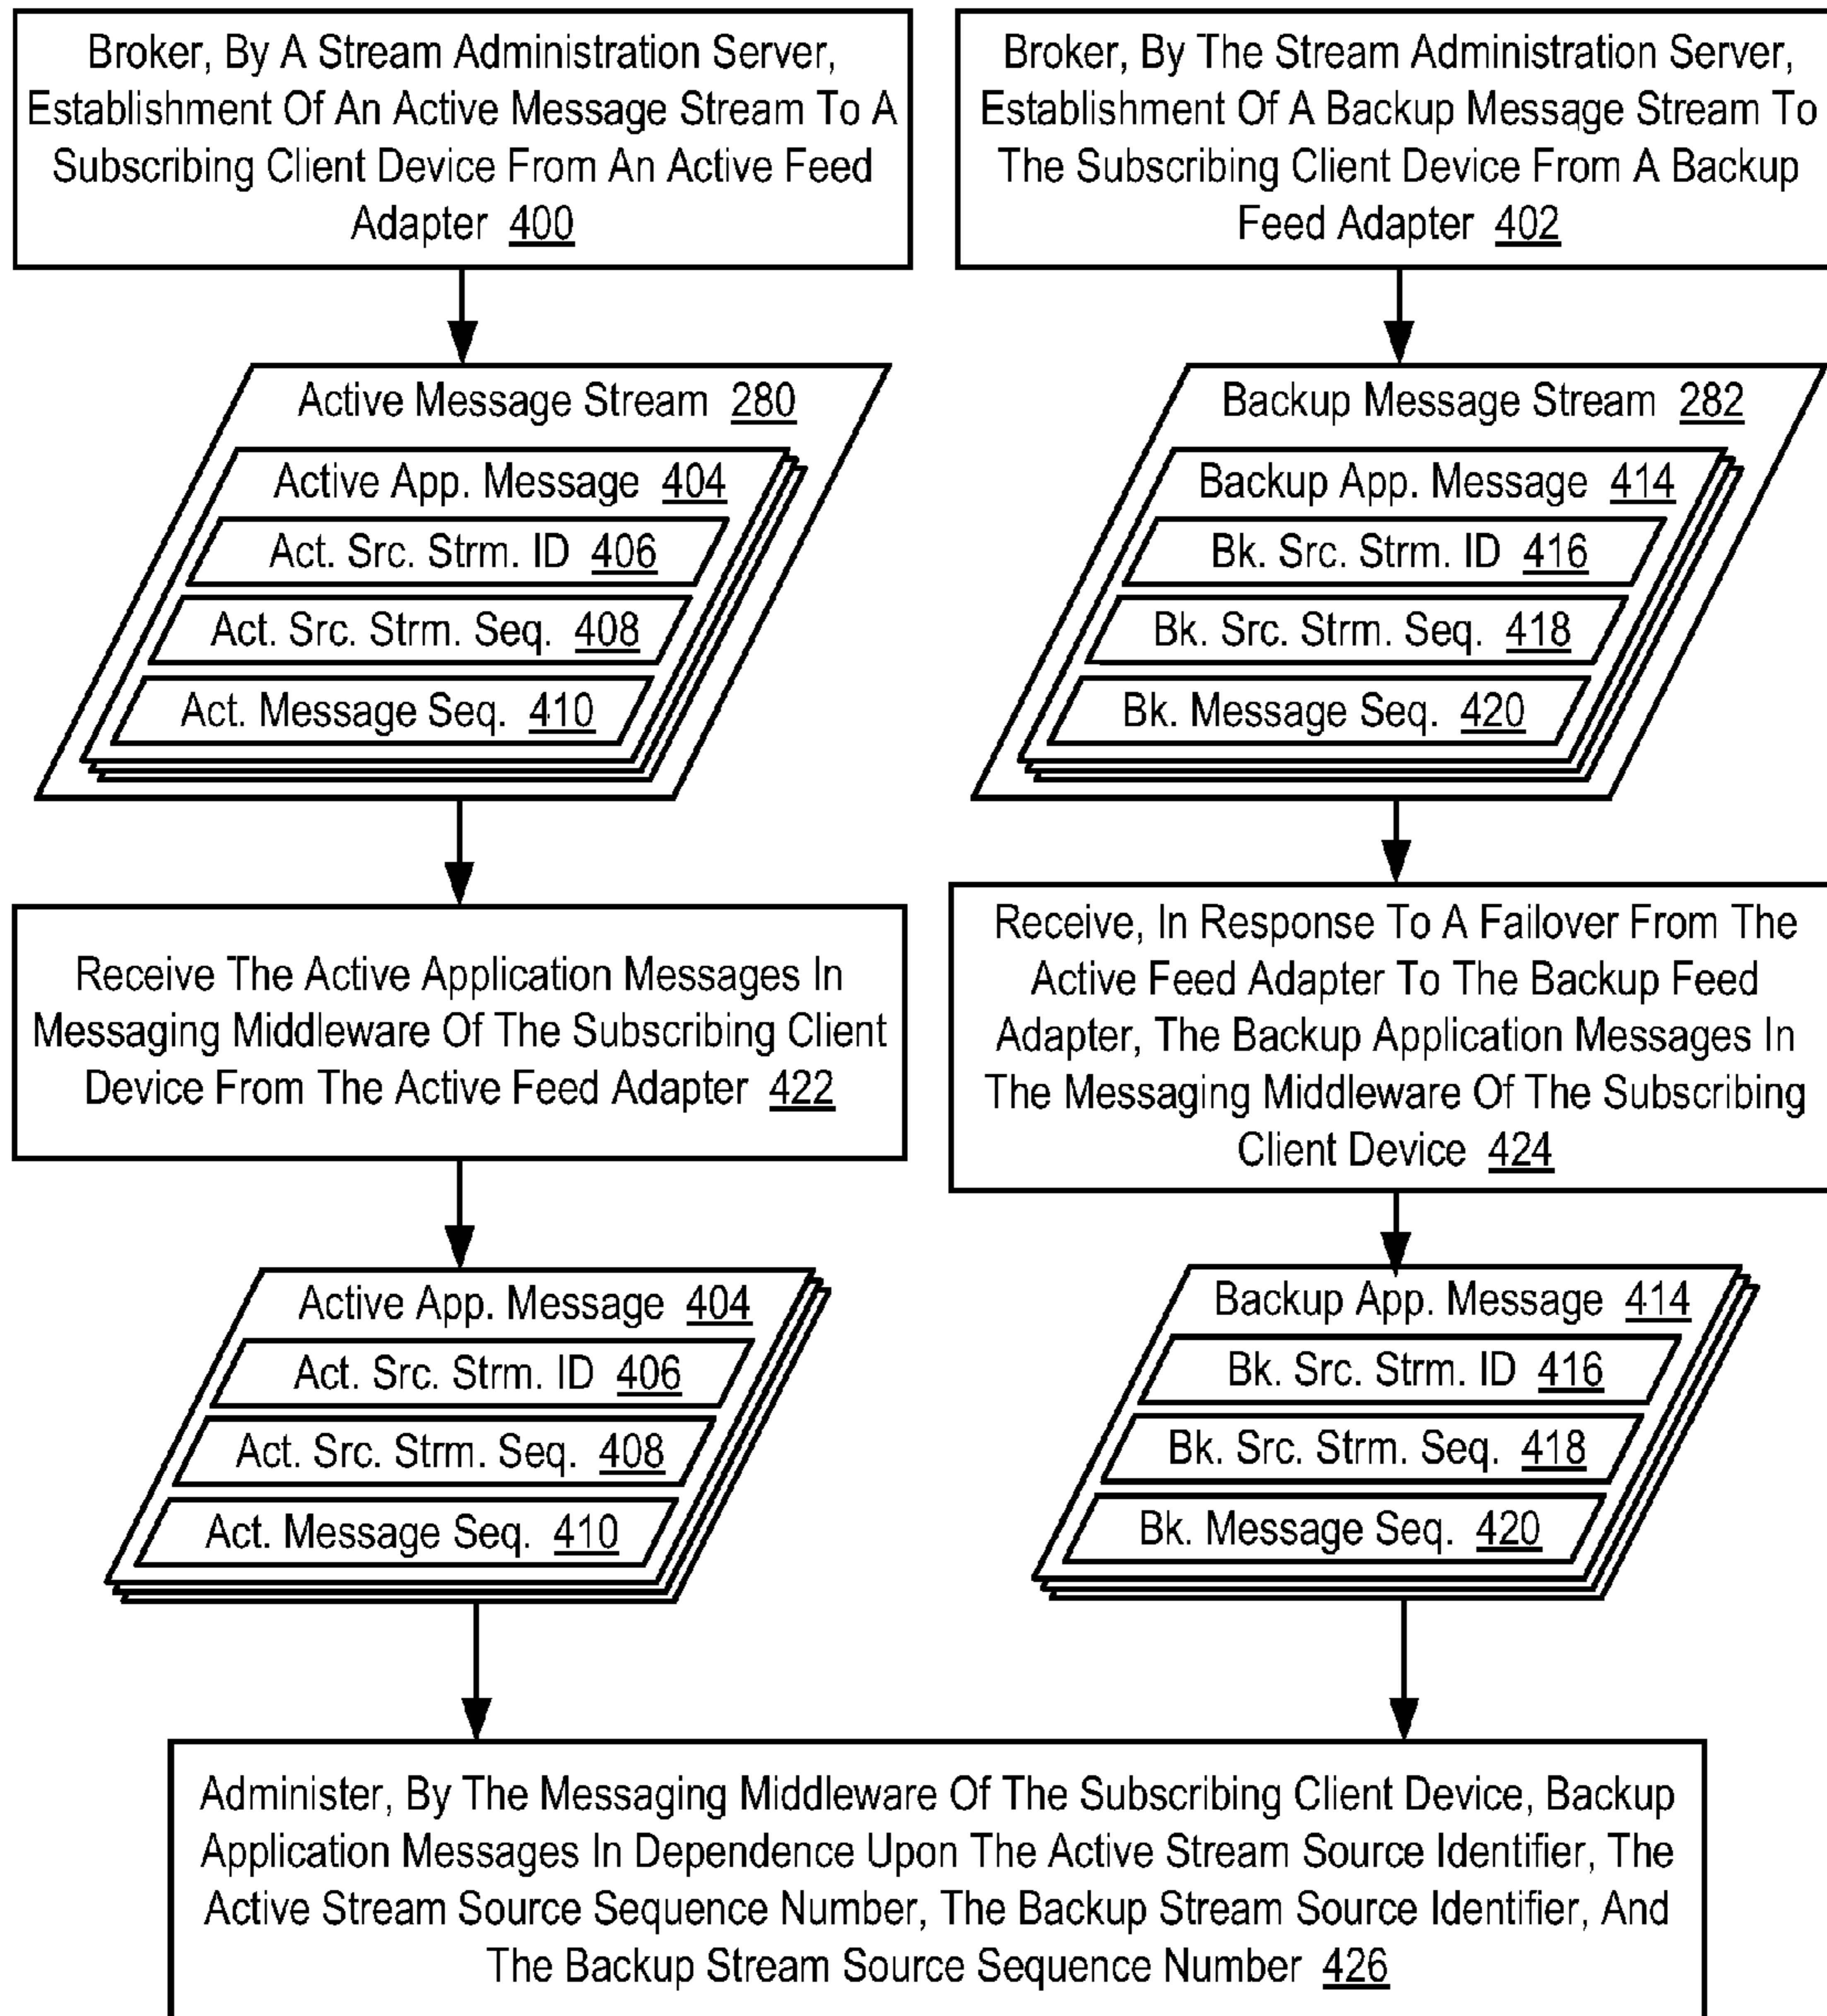 Broker, By A Stream Administration Server,
Establishment Of An Active Message Stream To A
Subscribing Client Device From An Active Feed
Adapter 400
Broker, By The Stream Administration Server,
Establishment Of A Backup Message Stream To
The Subscribing Client Device From A Backup
Feed Adapter 402
Active Message Stream 280
Active App. Message 404
Act. Src. Strm. ID 406
Act. Src. Strm. Seq. 408
Act. Message Seq. 410
Backup Message Stream 282
Backup App. Message 414
Bk. Src. Strm. ID 416
Bk. Src. Strm. Seq. 418
Bk. Message Seq. 420
Receive The Active Application Messages In
Messaging Middleware Of The Subscribing Client
Device From The Active Feed Adapter 422
Receive, In Response To A Failover From The
Active Feed Adapter To The Backup Feed
Adapter, The Backup Application Messages In
The Messaging Middleware Of The Subscribing
Client Device 424
Active App. Message 404
Act. Src. Strm. ID 406
Act. Src. Strm. Seq. 408
Act. Message Seq. 410
Backup App. Message 414
Bk. Src. Strm. ID 416
Bk. Src. Strm. Seq. 418
Bk. Message Seq. 420
Administer, By The Messaging Middleware Of The Subscribing Client Device, Backup
Application Messages In Dependence Upon The Active Stream Source Identifier, The
Active Stream Source Sequence Number, The Backup Stream Source Identifier, And
The Backup Stream Source Sequence Number 426